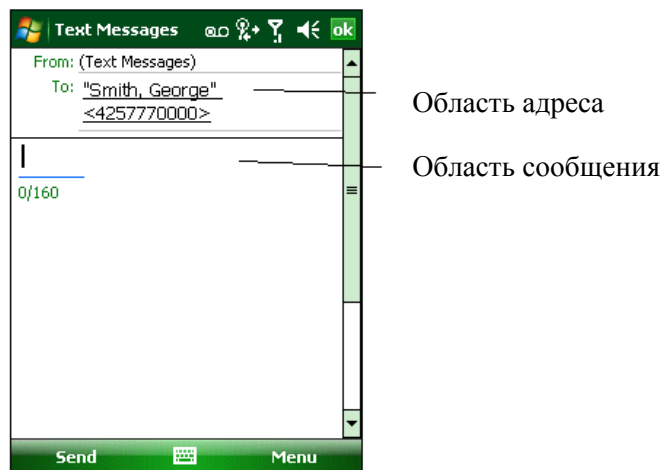 Text Messages ok
From: (Text Messages)
To: "Smith, George"
<4257770000>
Область адреса
Область сообщения
0/160
Send Menu